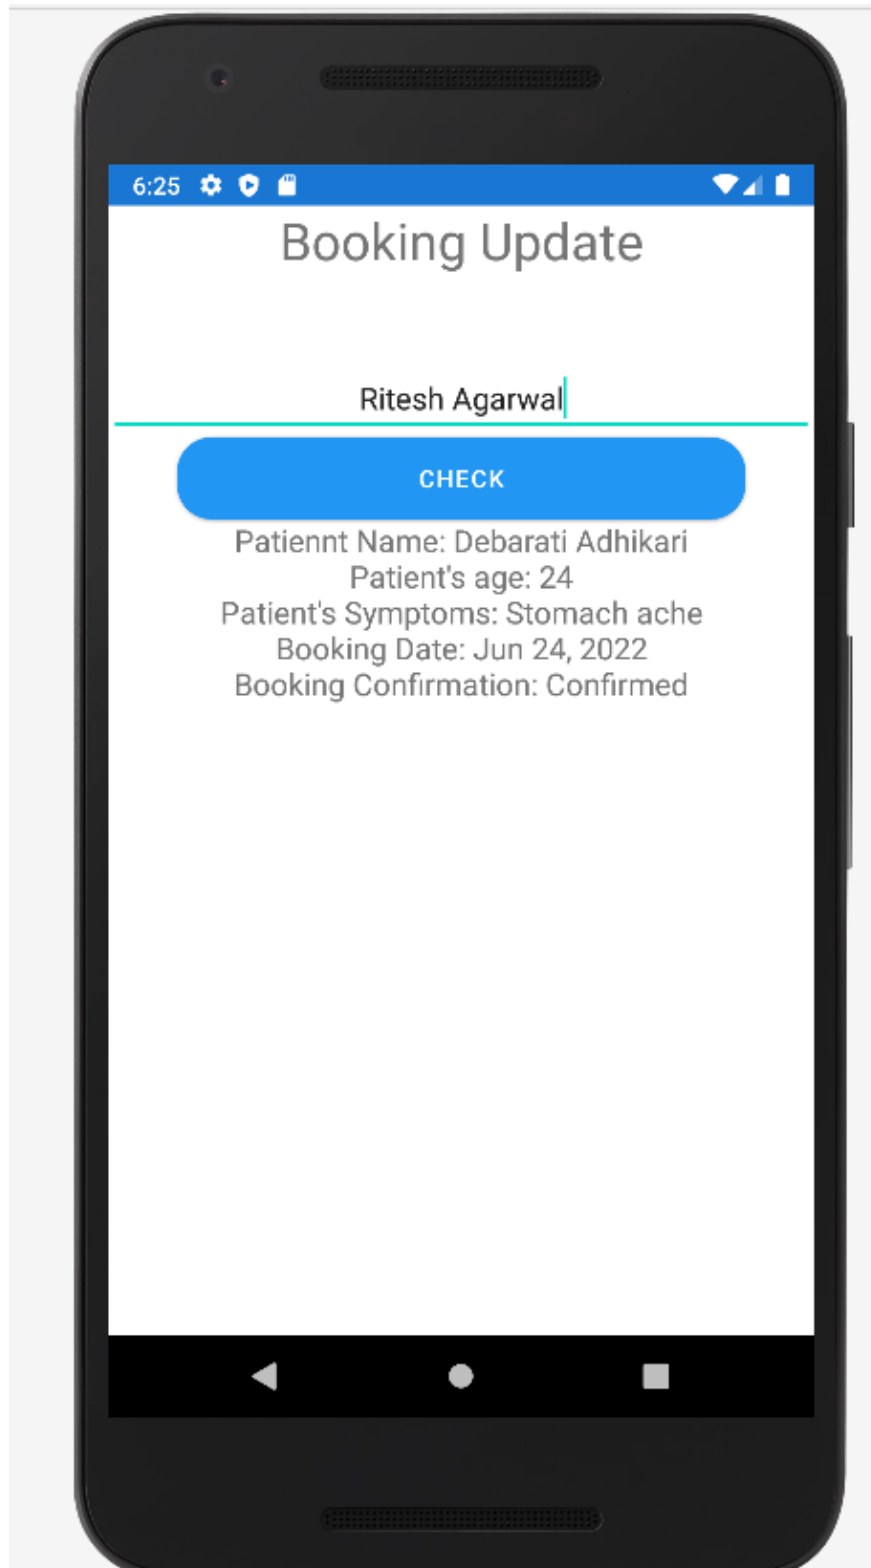 6:25
Booking Update
Ritesh Agarwal
CHECK
Patiennt Name: Debarati Adhikari
Patient's age: 24
Patient's Symptoms: Stomach ache
Booking Date: Jun 24, 2022
Booking Confirmation: Confirmed